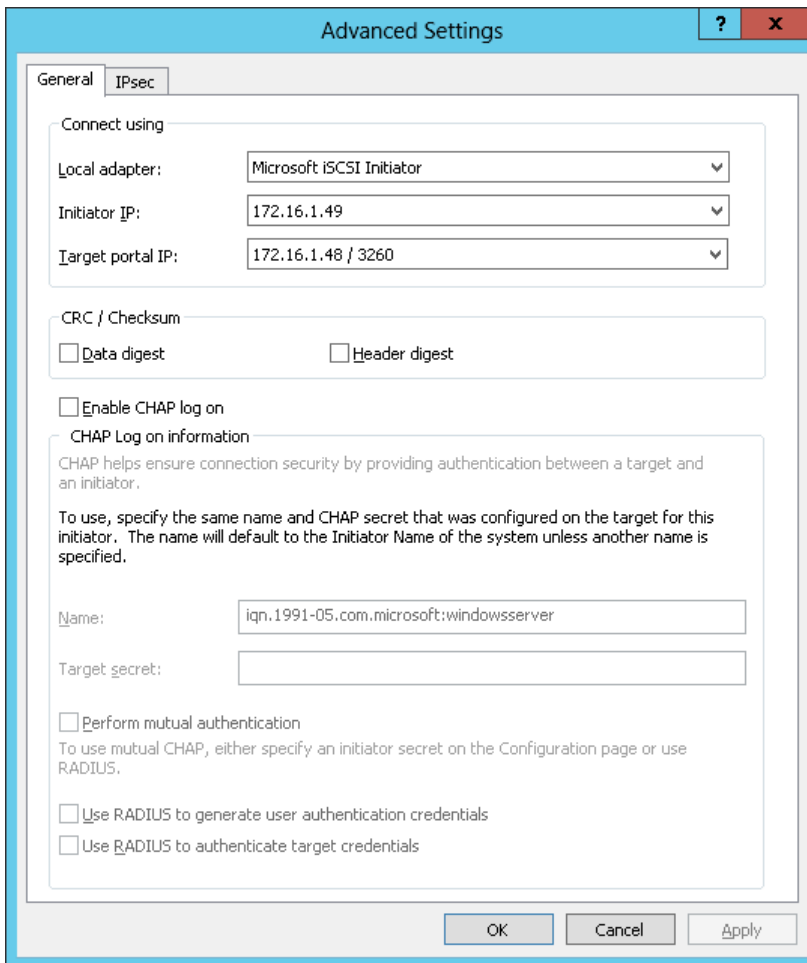 Advanced Settings
?
x
General
IPsec
Connect using
Local adapter:
Microsoft iSCSI Initiator
Initiator IP:
172.16.1.49
Target portal IP:
172.16.1.48 / 3260
CRC / Checksum
Data digest
Header digest
Enable CHAP log on
CHAP Log on information
CHAP helps ensure connection security by providing authentication between a target and
an initiator.
To use, specify the same name and CHAP secret that was configured on the target for this
initiator. The name will default to the Initiator Name of the system unless another name is
specified.
Name:
iqn.1991-05.com.microsoft:windowsserver
Target secret:
Perform mutual authentication
To use mutual CHAP, either specify an initiator secret on the Configuration page or use
RADIUS.
Use RADIUS to generate user authentication credentials
Use RADIUS to authenticate target credentials
OK
Cancel
Apply